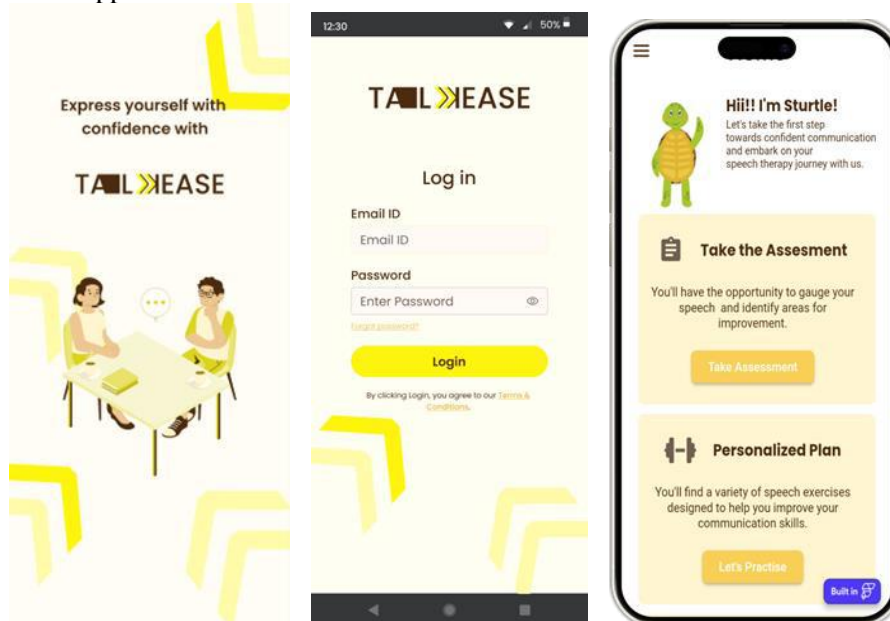 Express yourself with
confidence with
TALKEASE
12:30
50%
TALKEASE
Log in
Email ID
Email ID
Password
Enter Password
Forgot password?
Login
By clicking Login, you agree to our Terms &
Conditions.
Hii!! I'm Sturtle!
Let's take the first step
towards confident communication
and embark on your
speech therapy journey with us.
Take the Assesment
You'll have the opportunity to gauge your
speech and identify areas for
improvement.
Take Assessment
Personalized Plan
You'll find a variety of speech exercises
designed to help you improve your
communication skills.
Let's Practise
Built in